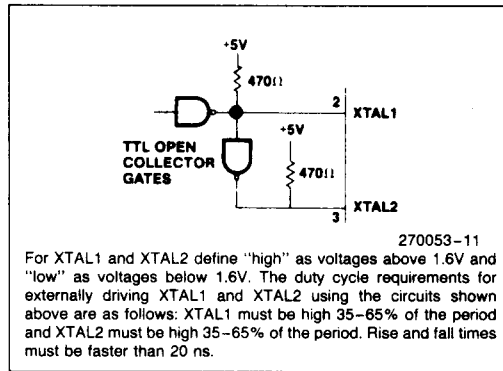 +5V
470Ω
2
XTAL1
+5V
TTL OPEN
COLLECTOR
GATES
470Ω
XTAL2
3
270053-11
For XTAL1 and XTAL2 define "high" as voltages above 1.6V and
"low" as voltages below 1.6V. The duty cycle requirements for
externally driving XTAL1 and XTAL2 using the circuits shown
above are as follows: XTAL1 must be high 35–65% of the period
and XTAL2 must be high 35–65% of the period. Rise and fall times
must be faster than 20 ns.